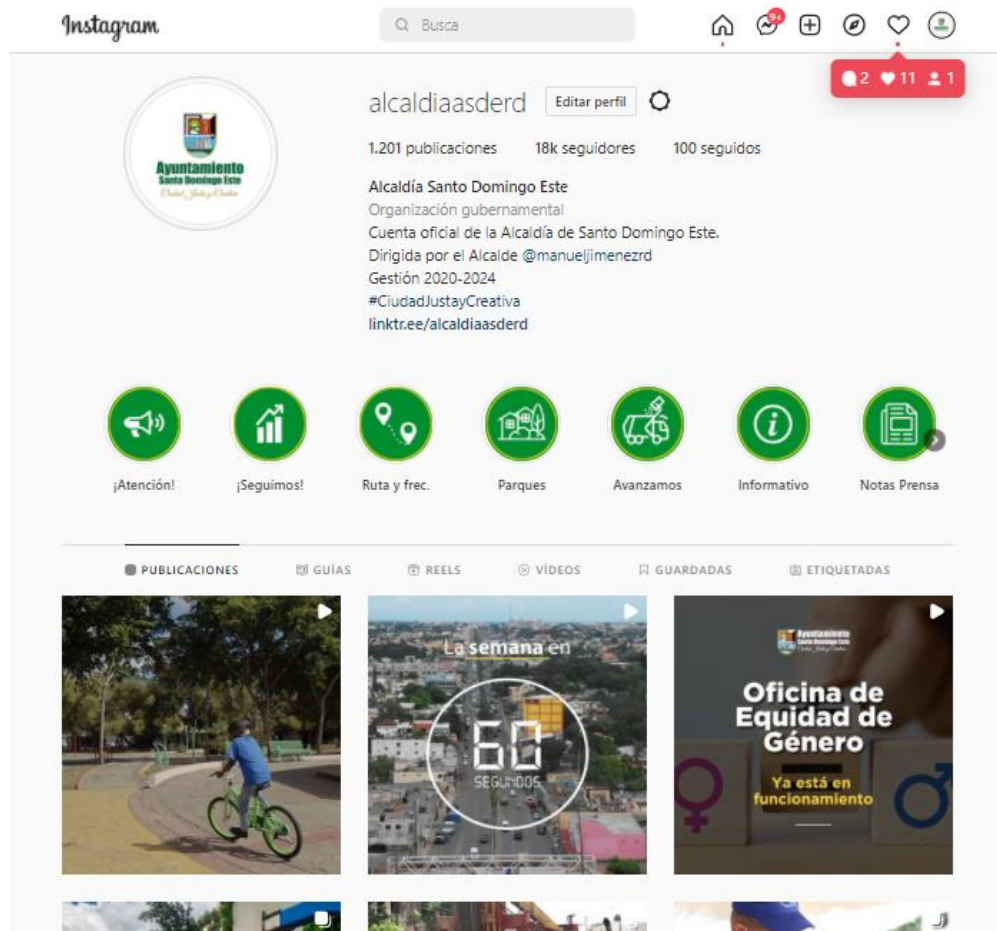 Instagram
Busca
9+
2 11 1
alcaldiaasderd Editar perfil
1.201 publicaciones 18k seguidores 100 seguidos
Alcaldía Santo Domingo Este
Organización gubernamental
Cuenta oficial de la Alcaldía de Santo Domingo Este.
Dirigida por el Alcalde @manueljimenezrd
Gestión 2020-2024
#CiudadJustayCreativa
linktr.ee/alcaldiaasderd
Ayuntamiento
Santo Domingo Este
Ciudad Justa y Creativa
¡Atención! ¡Seguimos! Ruta y frec. Parques Avanzamos Informativo Notas Prensa
PUBLICACIONES GUÍAS REELS VÍDEOS GUARDADAS ETIQUETADAS
La semana en
60
SEGUNDOS
Ayuntamiento
Santo Domingo Este
Oficina de
Equidad de
Género
Ya está en
funcionamiento